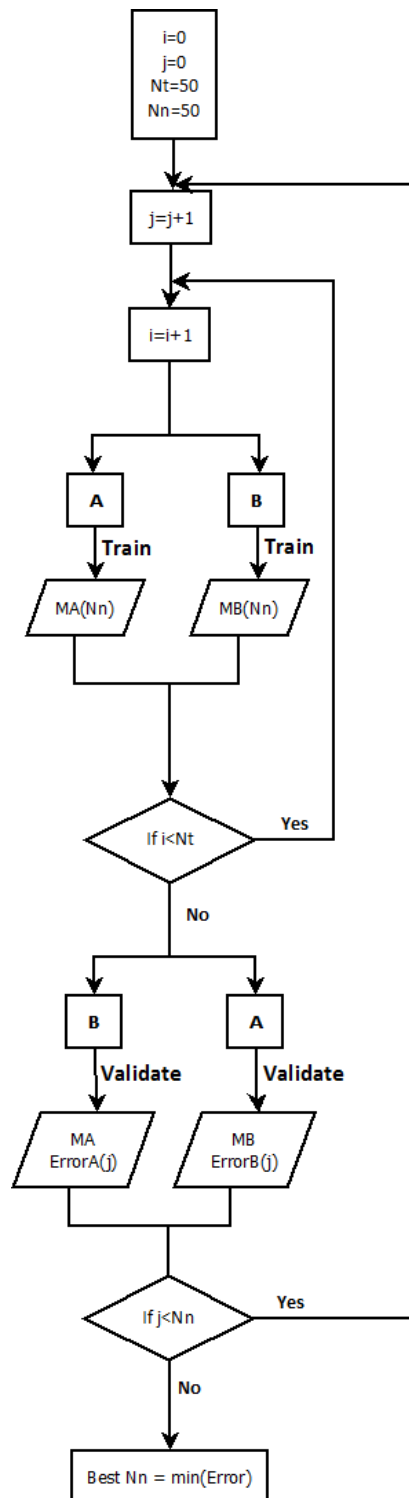 i=0
j=0
Nt=50
Nn=50
j=j+1
i=i+1
A
B
Train
Train
MA(Nn)
MB(Nn)
If i<Nt
Yes
No
B
A
Validate
Validate
MA
ErrorA(j)
MB
ErrorB(j)
If j<Nn
Yes
No
Best Nn = min(Error)